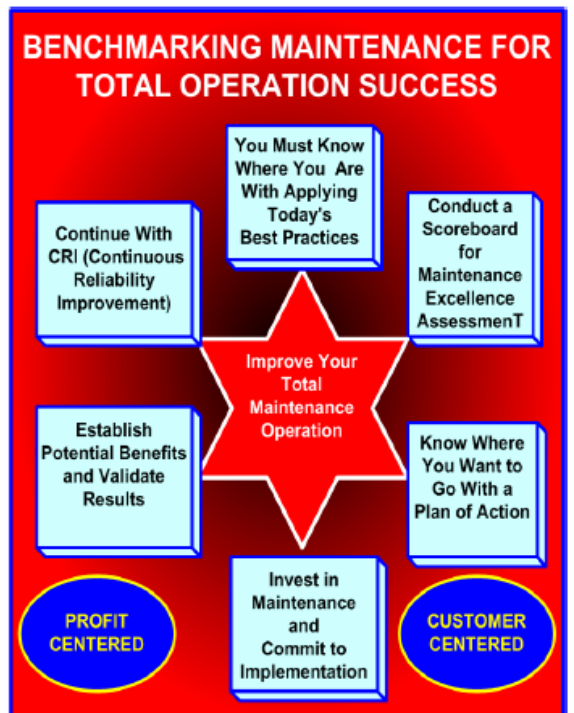 BENCHMARKING MAINTENANCE FOR
TOTAL OPERATION SUCCESS
You Must Know
Where You Are
With Applying
Today's
Best Practices
Conduct a
Scoreboard
for
Maintenance
Excellence
AssessmenT
Continue With
CRI (Continuous
Reliability
Improvement)
Improve Your
Total
Maintenance
Operation
Establish
Potential Benefits
and Validate
Results
Know Where
You Want to
Go With a
Plan of Action
Invest in
Maintenance
and
Commit to
Implementation
PROFIT
CENTERED
CUSTOMER
CENTERED